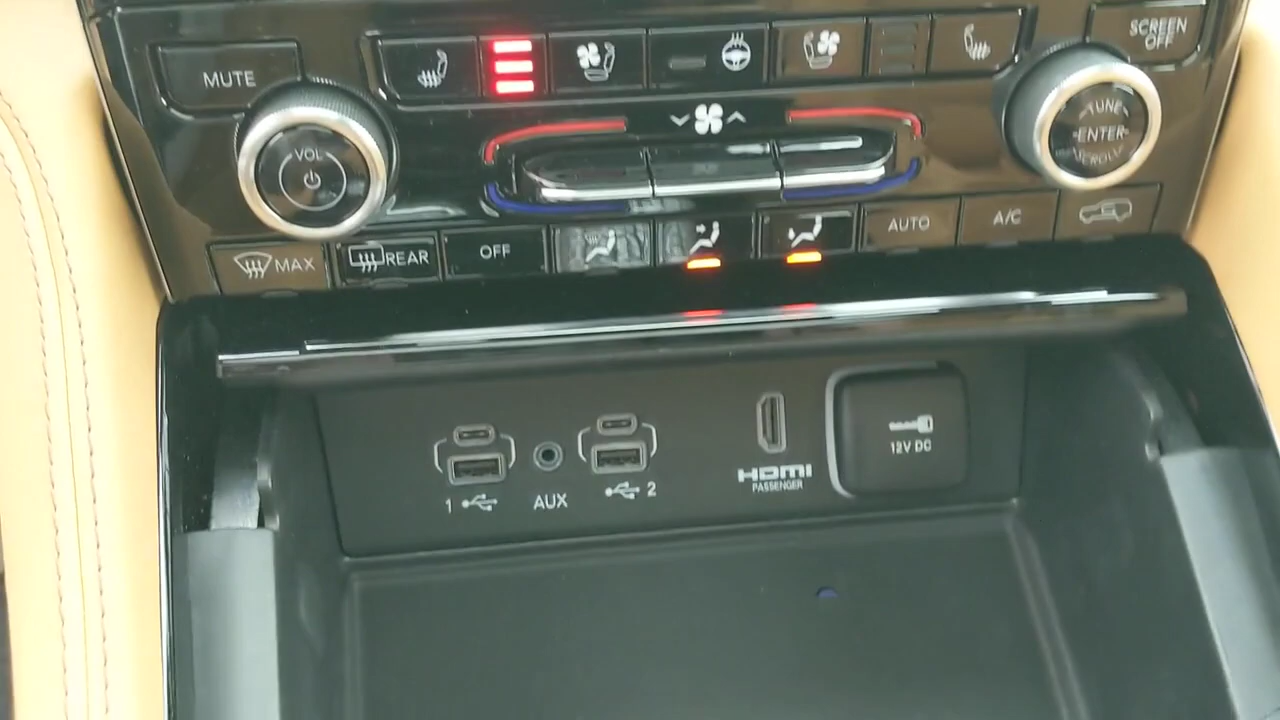 MUTE
SCREEN
OFF
VOL
TUNE
ENTER
SCROLL
MAX
REAR
OFF
AUTO
A/C
1
AUX
2
HDMI
PASSENGER
12V DC